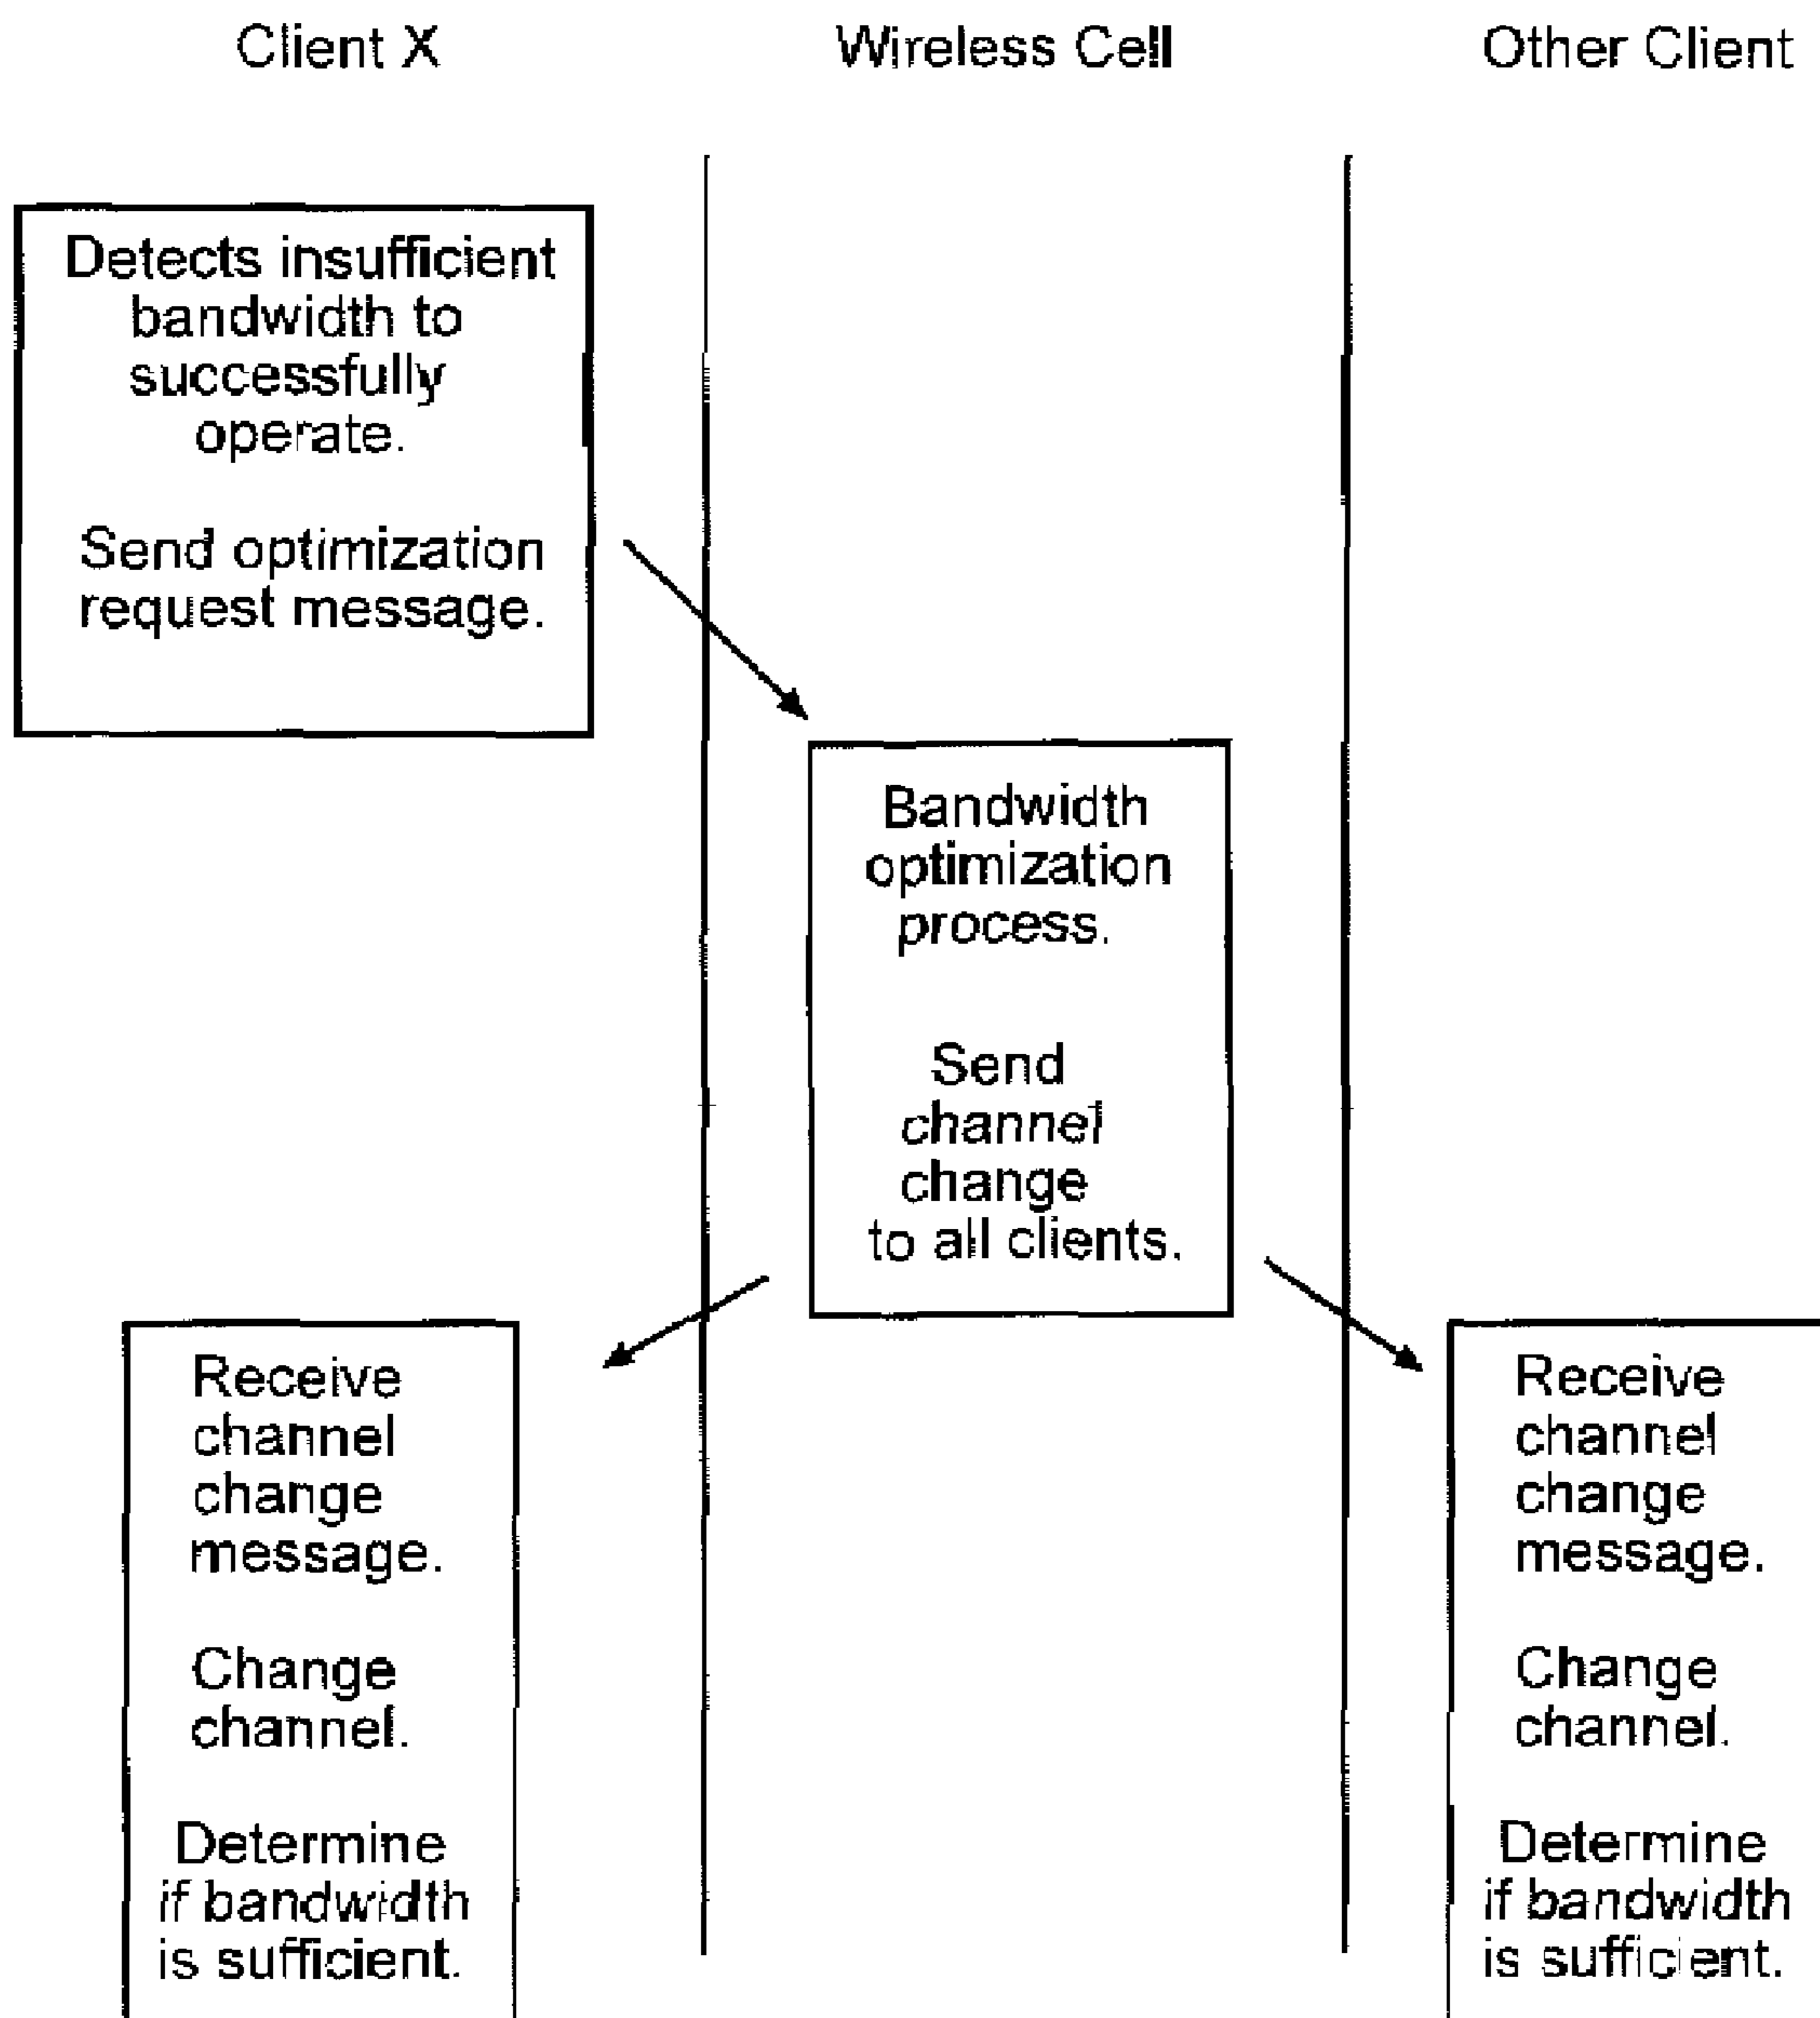 Client X
Wireless Cell
Other Client
Detects insufficient
bandwidth to
successfully
operate.
Send optimization
request message.
Bandwidth
optimization
process.
Send
channel
change
to all clients.
Receive
channel
change
message.
Change
channel.
Determine
if bandwidth
is sufficient.
Receive
channel
change
message.
Change
channel.
Determine
if bandwidth
is sufficient.